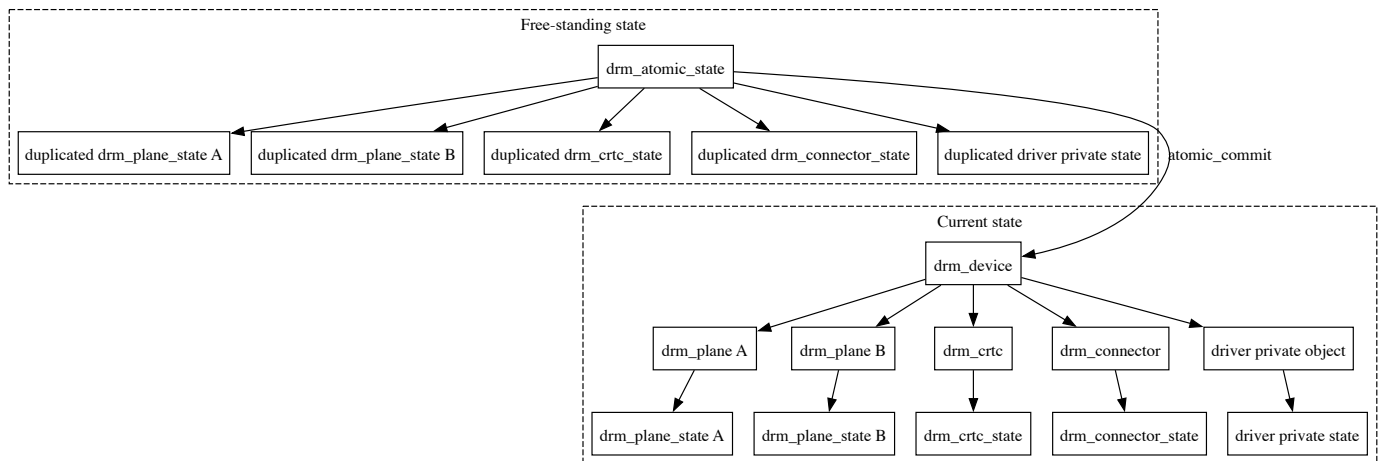 Free-standing state
drm_atomic_state
duplicated drm_plane_state A
duplicated drm_plane_state B
duplicated drm_crtc_state
duplicated drm_connector_state
duplicated driver private state
atomic_commit
Current state
drm_device
drm_plane A
drm_plane B
drm_crtc
drm_connector
driver private object
drm_plane_state A
drm_plane_state B
drm_crtc_state
drm_connector_state
driver private state